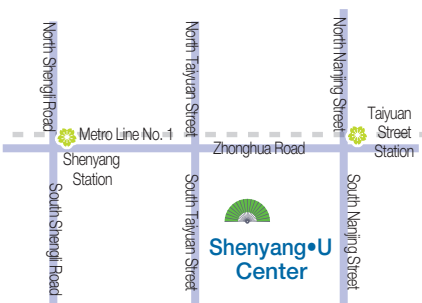 North Shengli Road
North Taiyuan Street
North Nanjing Street
Metro Line No. 1
Taiyuan
Street
Station
Shenyang
Station
Zhonghua Road
South Shengli Road
South Taiyuan Street
South Nanjing Street
Shenyang•U
Center